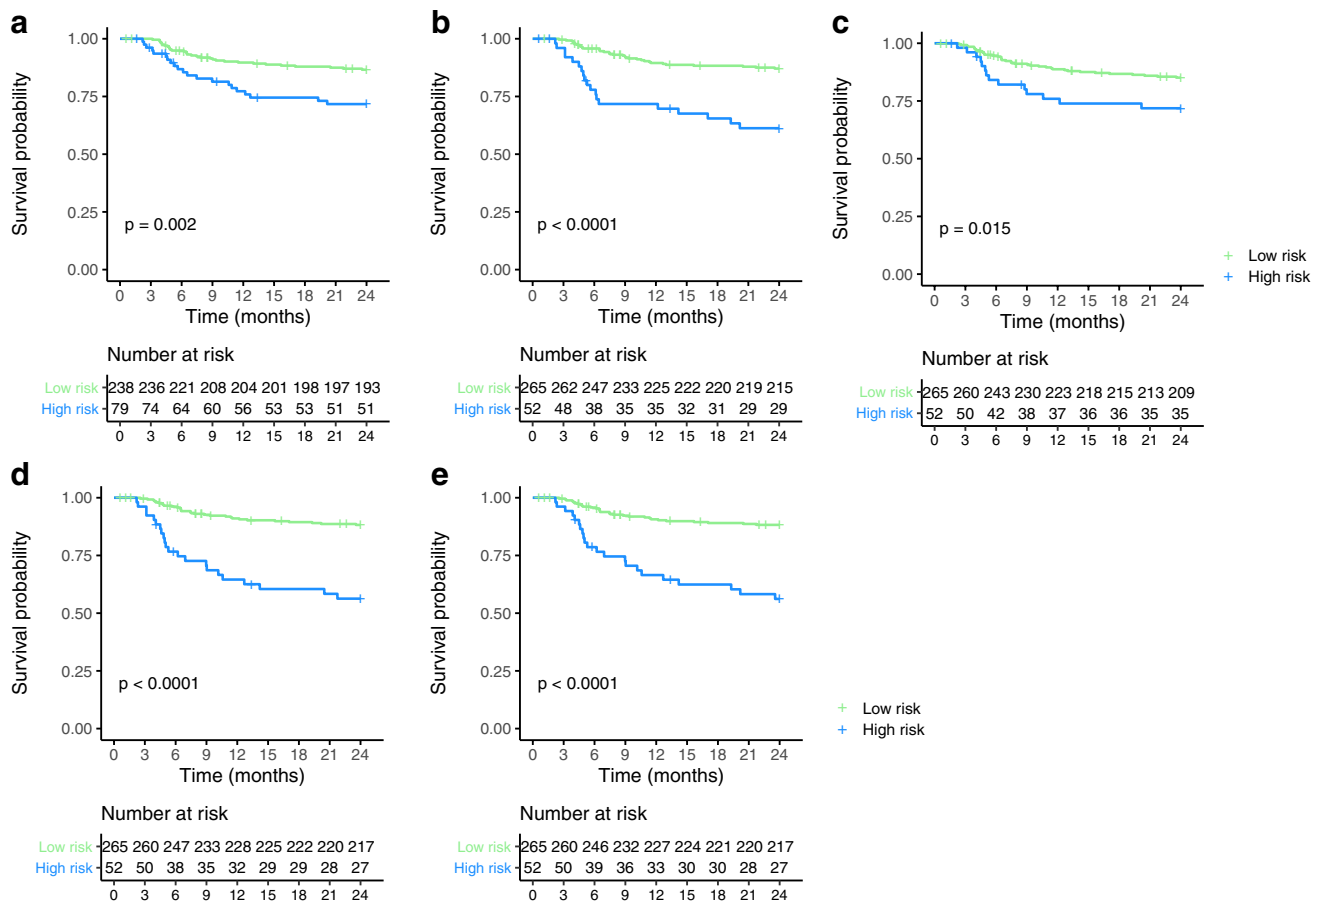 a
Survival probability
1.00
0.75
0.50
0.25
0.00
p = 0.002
0 3 6 9 12 15 18 21 24
Time (months)
Number at risk
Low risk 238 236 221 208 204 201 198 197 193
High risk 79 74 64 60 56 53 53 51 51
0 3 6 9 12 15 18 21 24
b
Survival probability
1.00
0.75
0.50
0.25
0.00
p < 0.0001
0 3 6 9 12 15 18 21 24
Time (months)
Number at risk
Low risk 265 262 247 233 225 222 220 219 215
High risk 52 48 38 35 35 32 31 29 29
0 3 6 9 12 15 18 21 24
c
Survival probability
1.00
0.75
0.50
0.25
0.00
p = 0.015
0 3 6 9 12 15 18 21 24
Time (months)
Low risk
High risk
Number at risk
Low risk 265 260 243 230 223 218 215 213 209
High risk 52 50 42 38 37 36 36 35 35
0 3 6 9 12 15 18 21 24
d
Survival probability
1.00
0.75
0.50
0.25
0.00
p < 0.0001
0 3 6 9 12 15 18 21 24
Time (months)
Number at risk
Low risk 265 260 247 233 228 225 222 220 217
High risk 52 50 38 35 32 29 29 28 27
0 3 6 9 12 15 18 21 24
e
Survival probability
1.00
0.75
0.50
0.25
0.00
p < 0.0001
0 3 6 9 12 15 18 21 24
Time (months)
Low risk
High risk
Number at risk
Low risk 265 260 246 232 227 224 221 220 217
High risk 52 50 39 36 33 30 30 28 27
0 3 6 9 12 15 18 21 24